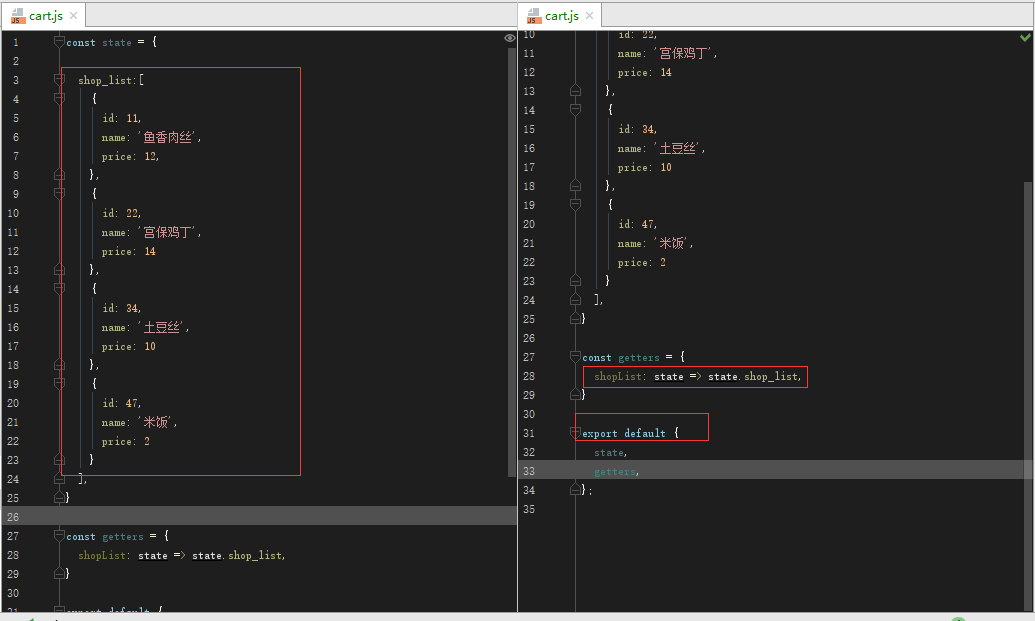 cart.js
1 const state = {
2
3 shop_list:[
4 {
5 id: 11,
6 name: '鱼香肉丝',
7 price: 12,
8 },
9 {
10 id: 22,
11 name: '宫保鸡丁',
12 price: 14
13 },
14 {
15 id: 34,
16 name: '土豆丝',
17 price: 10
18 },
19 {
20 id: 47,
21 name: '米饭',
22 price: 2
23 }
24 ],
25 }
26
27 const getters = {
28 shopList: state => state.shop_list,
29 }
30
31 export default {
cart.js
10 id: 22,
11 name: '宫保鸡丁',
12 price: 14
13 },
14 {
15 id: 34,
16 name: '土豆丝',
17 price: 10
18 },
19 {
20 id: 47,
21 name: '米饭',
22 price: 2
23 }
24 ],
25 }
26
27 const getters = {
28 shopList: state => state.shop_list,
29 }
30
31 export default {
32 state,
33 getters,
34 };
35